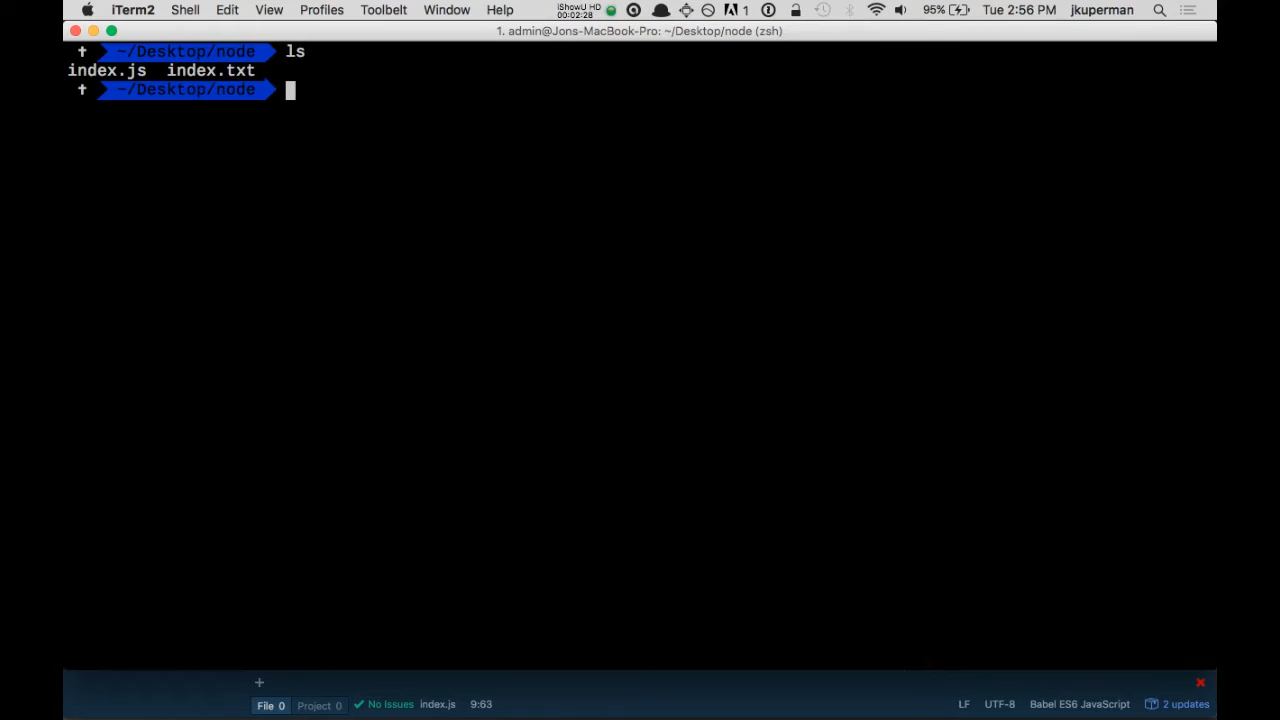 iTerm2 Shell Edit View Profiles Toolbelt Window Help iShowU HD 00:02:28 1 95% Tue 2:56 PM jkuperman
1. admin@Jons-MacBook-Pro: ~/Desktop/node (zsh)
~/Desktop/node ls
index.js index.txt
~/Desktop/node
+
File 0 Project 0 No Issues index.js 9:63 LF UTF-8 Babel ES6 JavaScript 2 updates